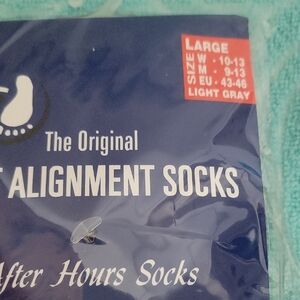 LARGE
SIZE
W - 10-13
M - 9-13
EU - 43-46
LIGHT GRAY
The Original
T ALIGNMENT SOCKS
After Hours Socks